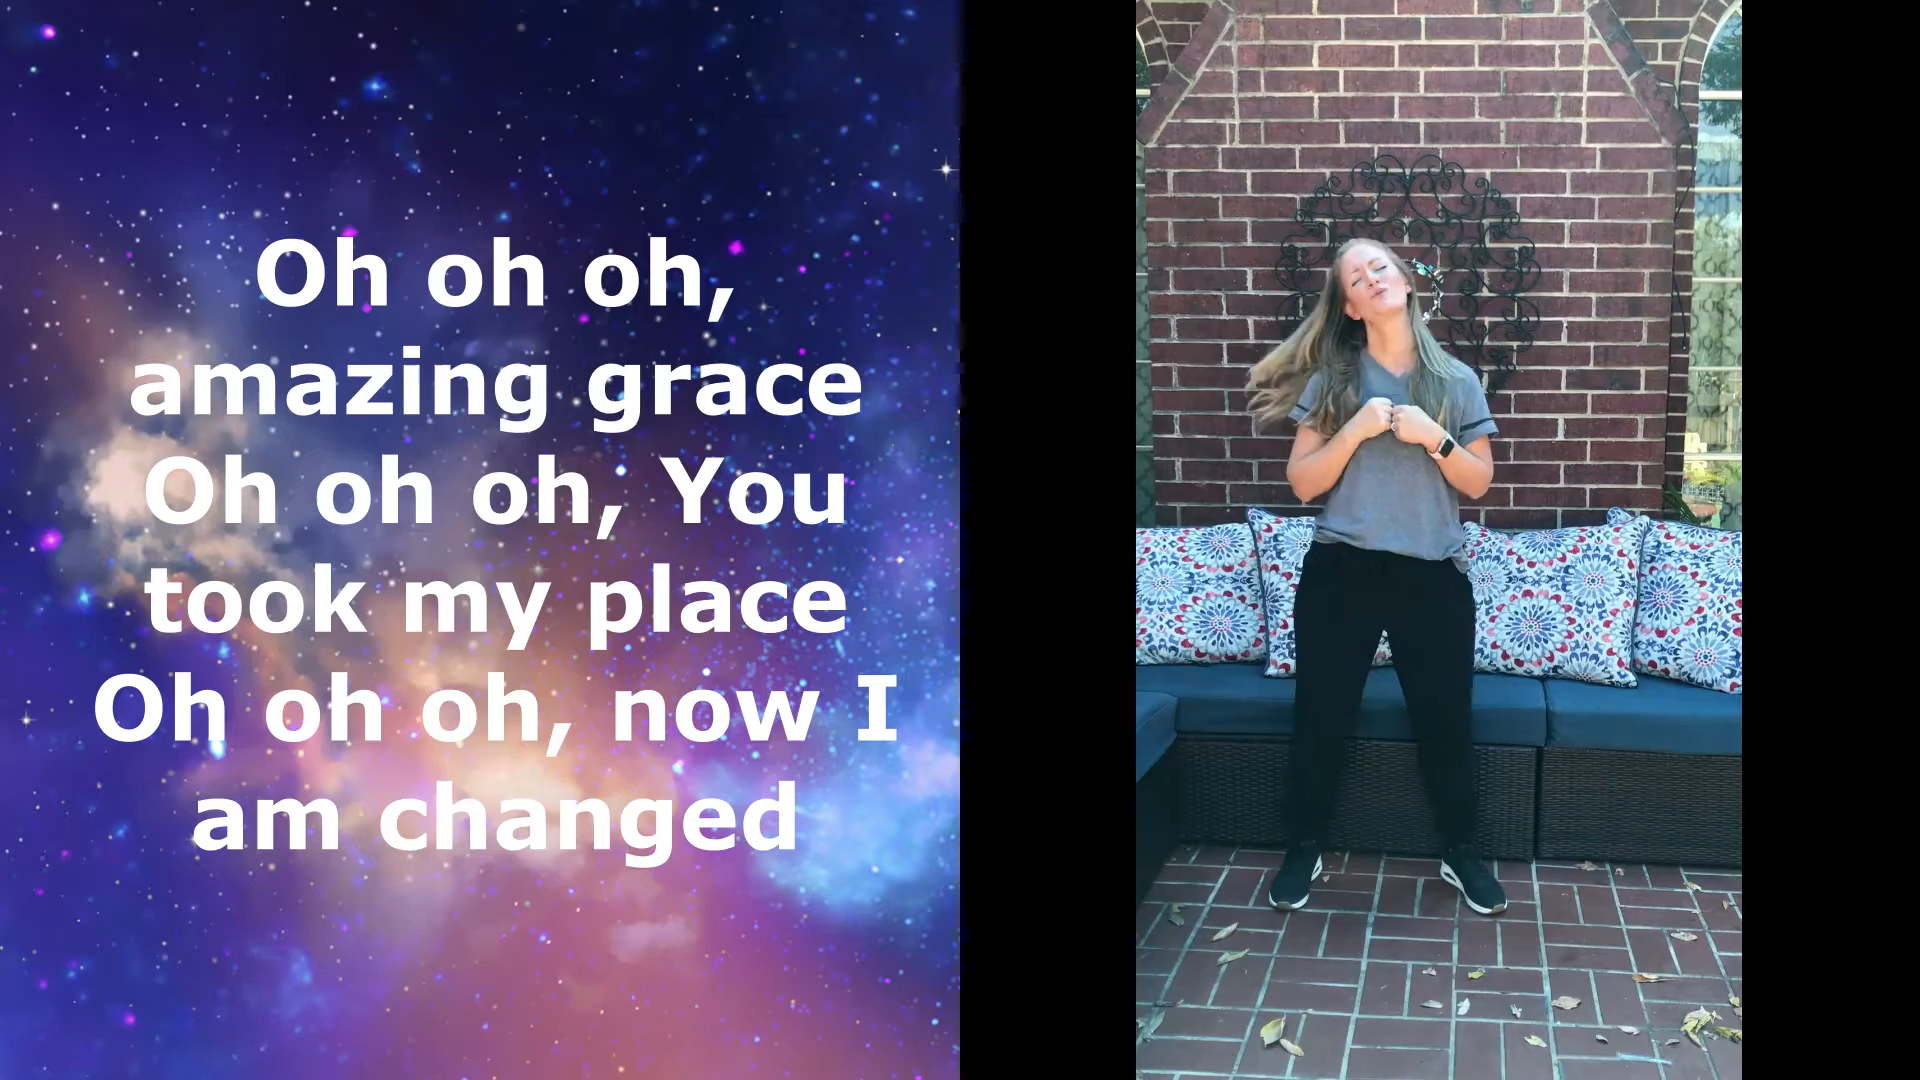 Oh oh oh,
amazing grace
Oh oh oh, You
took my place
Oh oh oh, now I
am changed